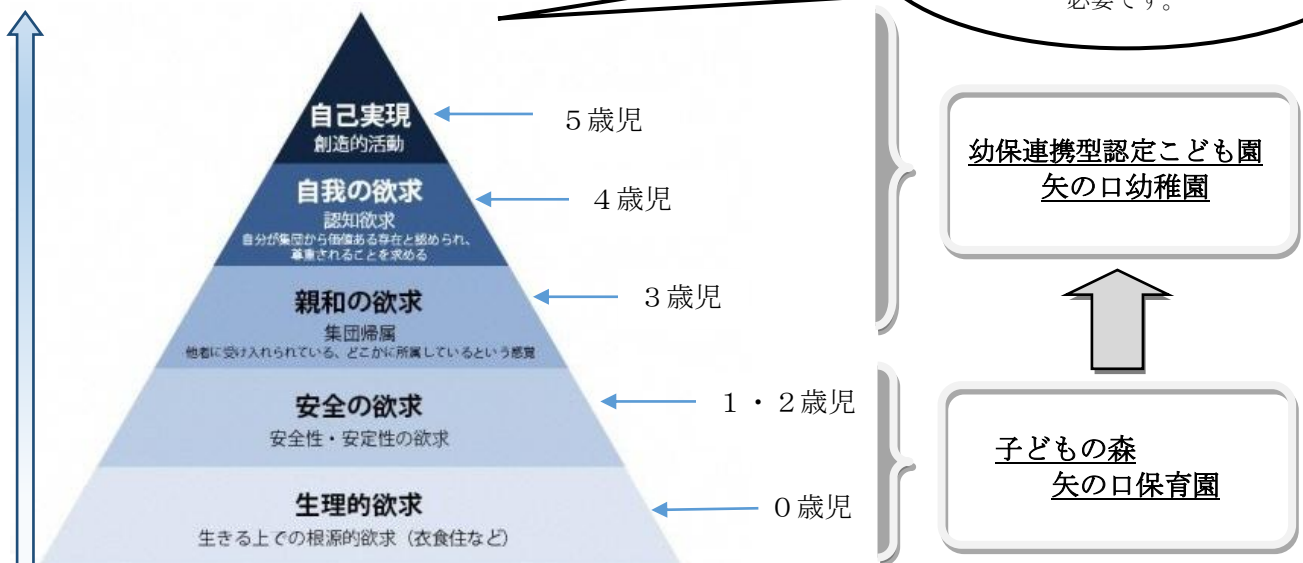 必要です。
自己実現
創造的活動
5歳児
自我の欲求
認知欲求
自分が集団から価値ある存在と認められ、
尊重されることを求める
4歳児
親和の欲求
集団帰属
他者に受け入れられている、どこかに所属しているという感覚
3歳児
安全の欲求
安全性・安定性の欲求
1・2歳児
生理的欲求
生きる上での根源的欲求（衣食住など）
0歳児
幼保連携型認定こども園
矢の口幼稚園
子どもの森
矢の口保育園